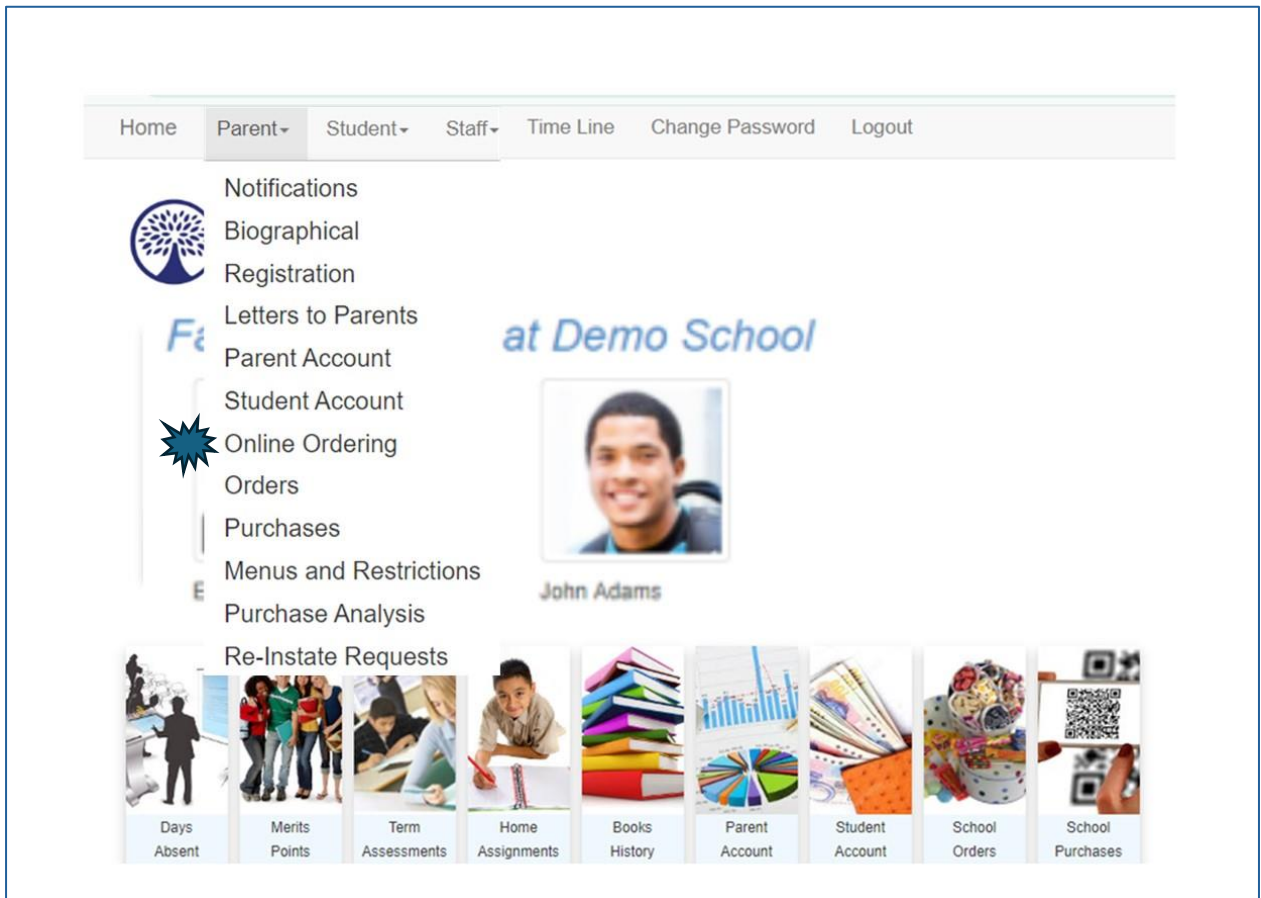 Home Parent Student Staff Time Line Change Password Logout
Notifications
Biographical
Registration
Letters to Parents
at Demo School
Parent Account
Student Account
Online Ordering
Orders
Purchases
Menus and Restrictions
John Adams
Purchase Analysis
Re-Instate Requests
Days Absent
Merits Points
Term Assessments
Home Assignments
Books History
Parent Account
Student Account
School Orders
School Purchases